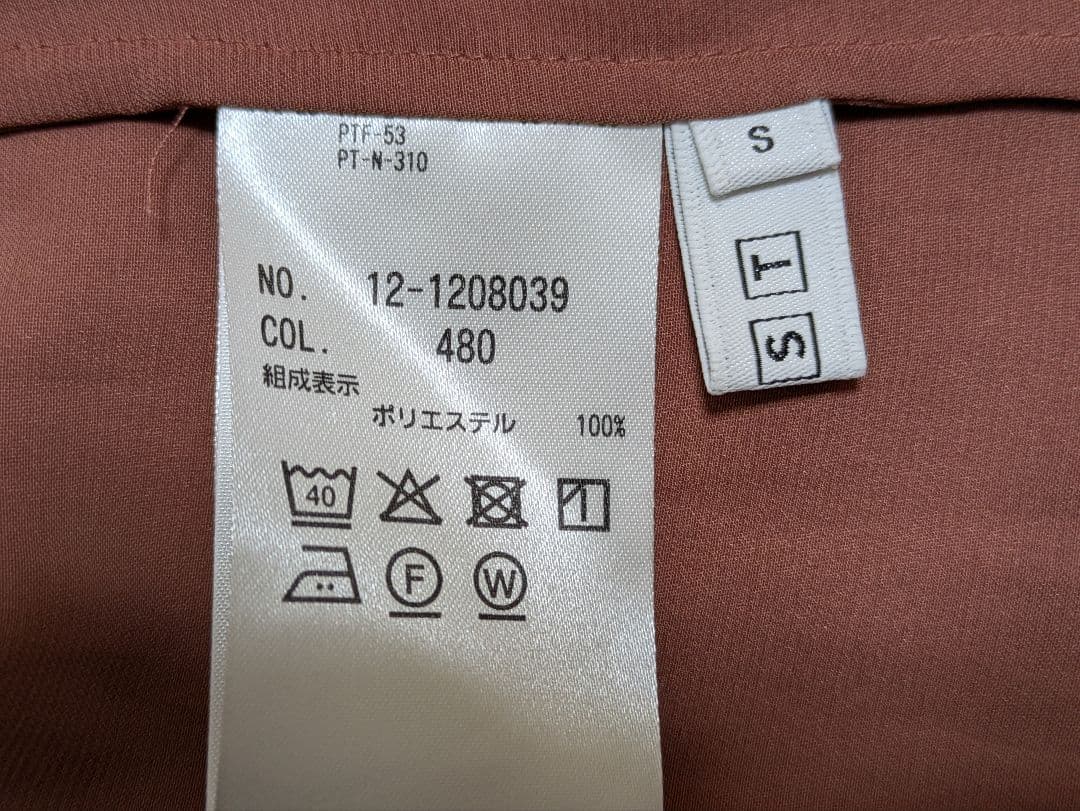 PTF-53
PT-N-310
NO. 12-1208039
COL. 480
組成表示
ポリエステル 100%
40
F
W
S
T
S